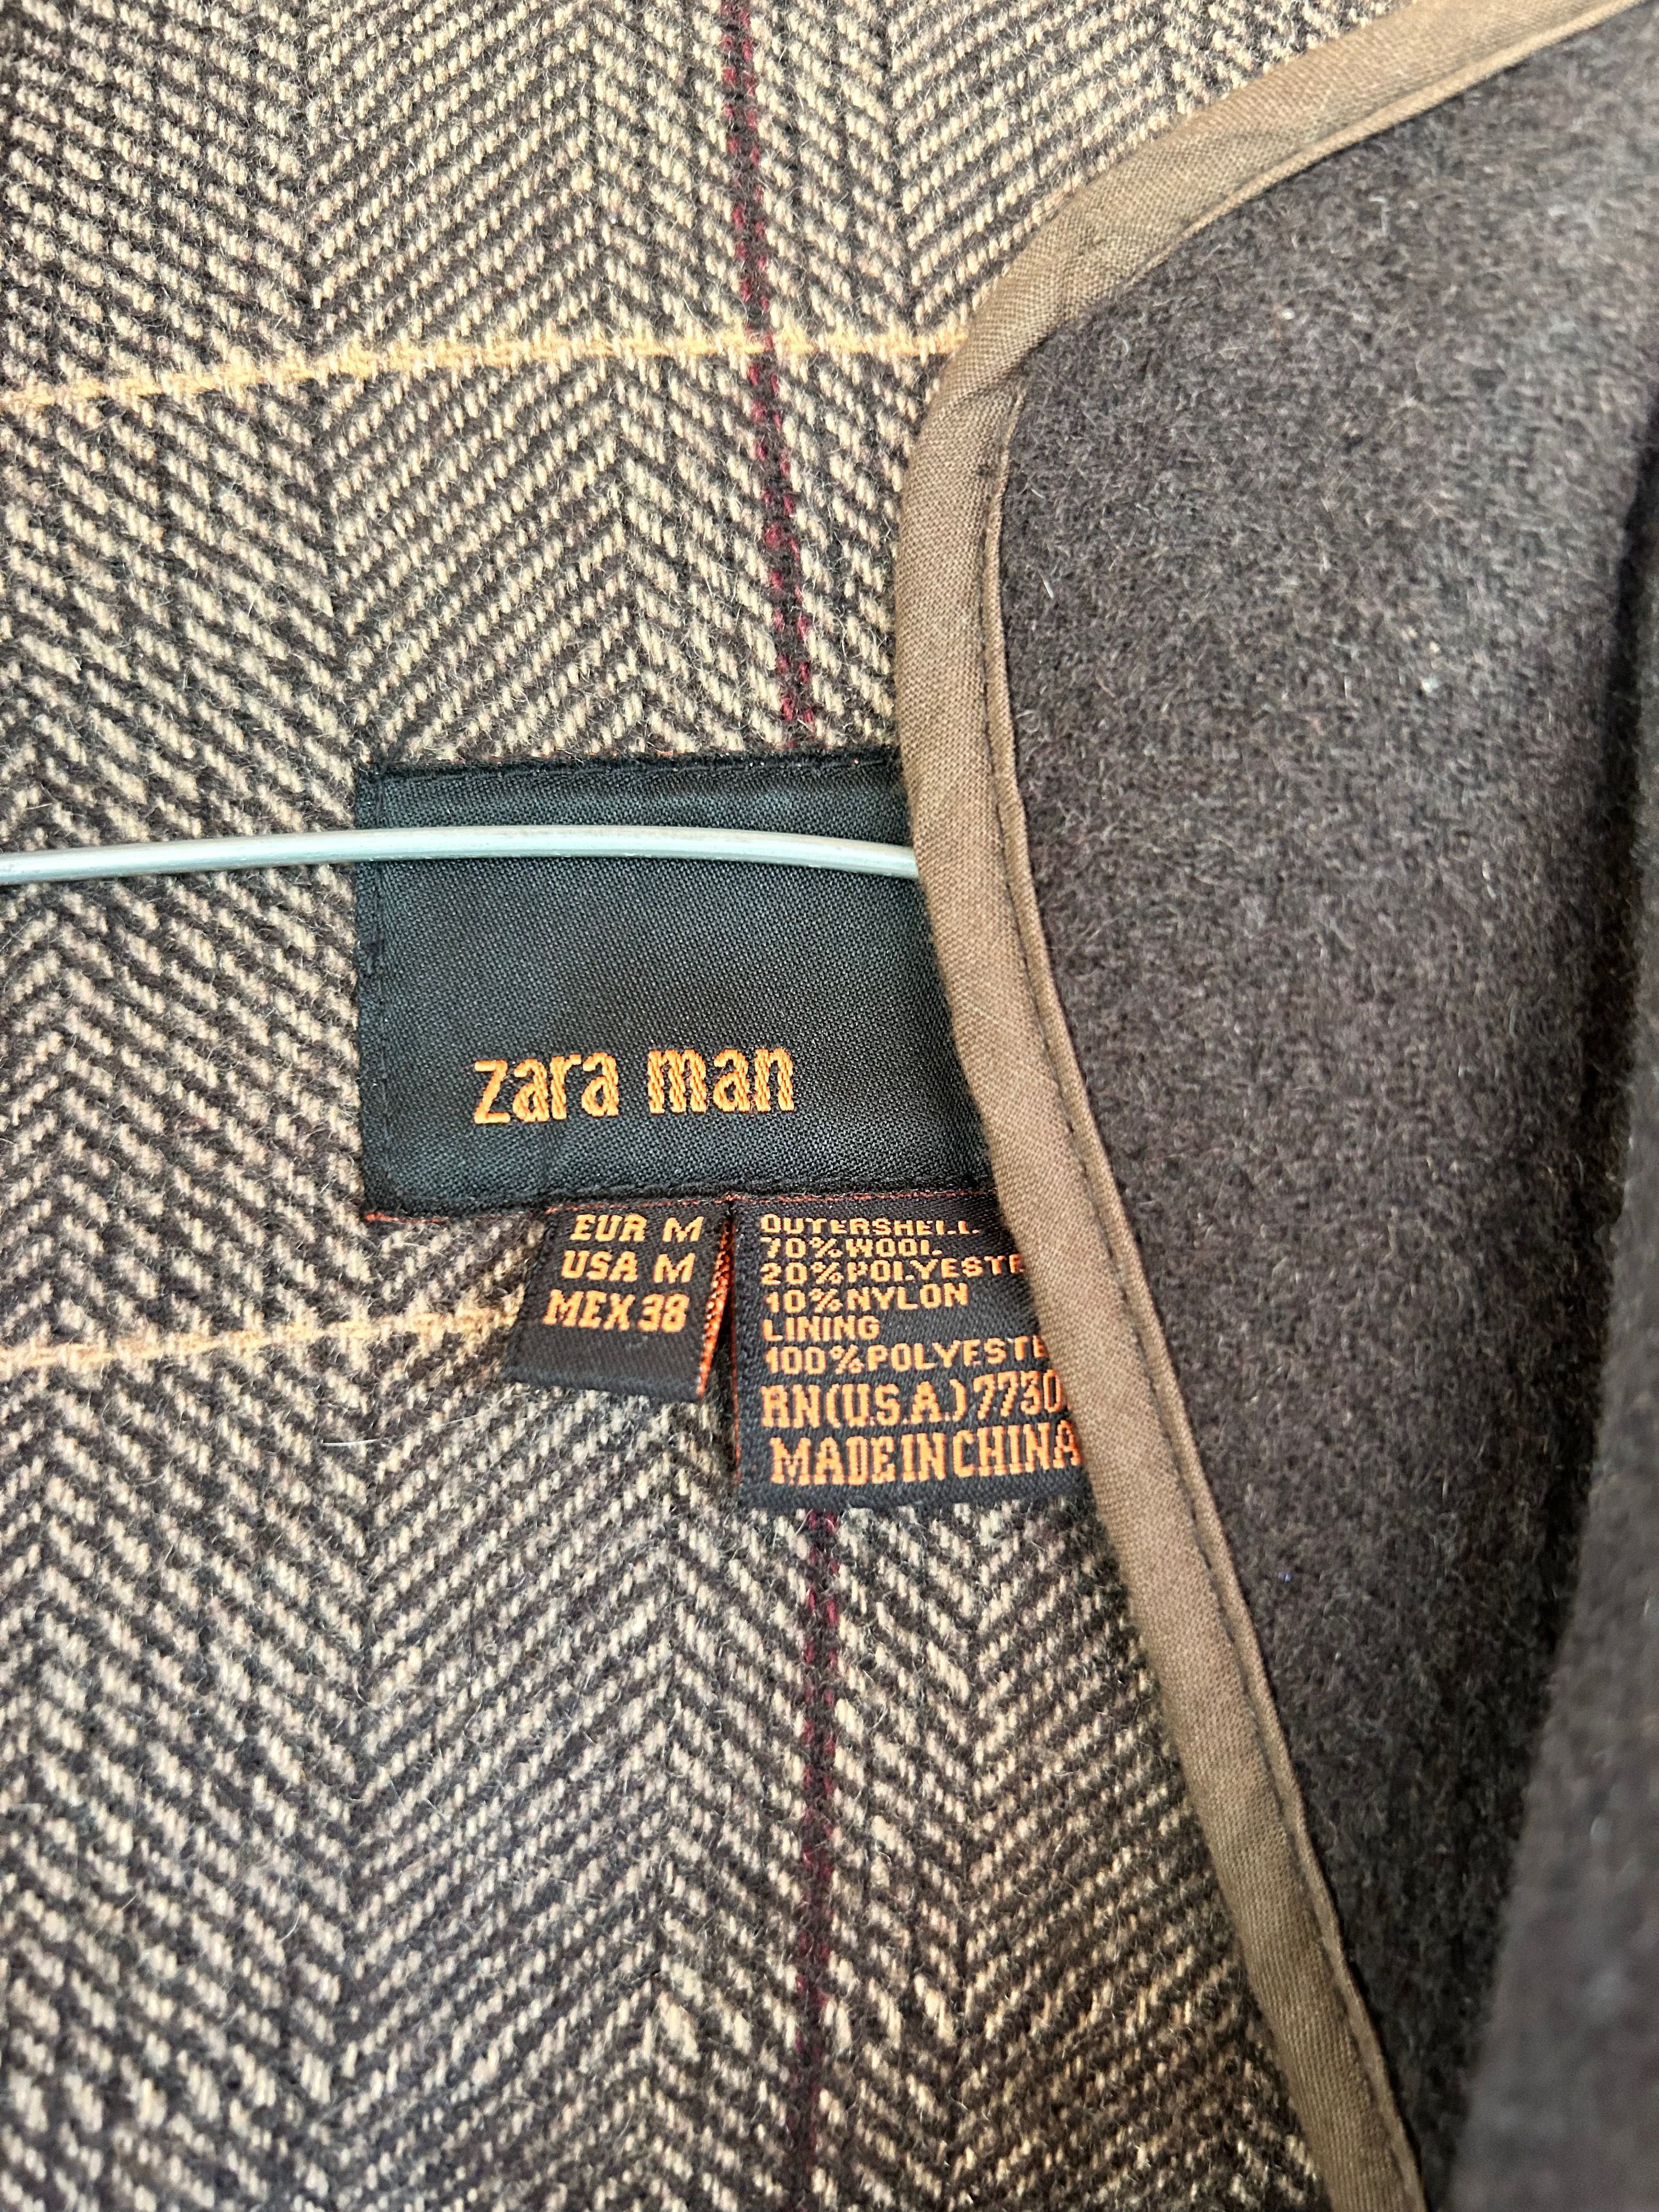 zara man
EUR M
USA M
MEX 38
OUTERSHELL
70% WOOL
20% POLYESTE
10% NYLON
LINING
100% POLYESTE
RN(U.S.A.) 7730
MADE IN CHINA